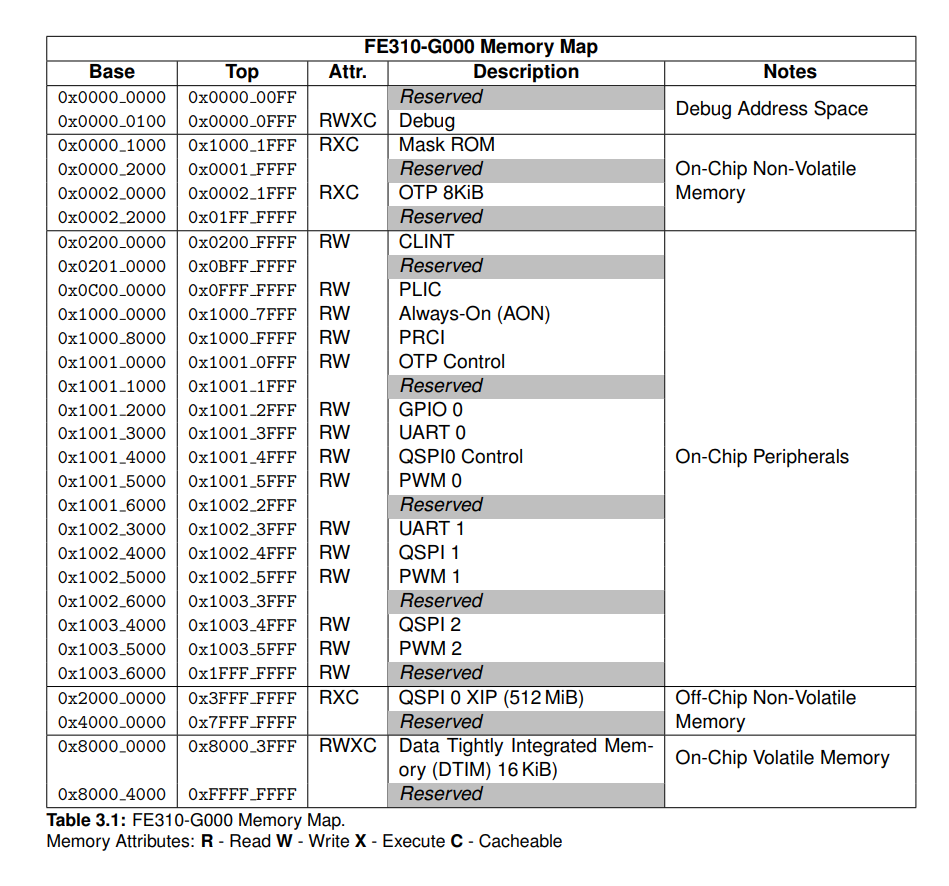 FE310-G000 Memory Map
Base Top Attr. Description Notes
0x0000_0000 0x0000_00FF Reserved Debug Address Space
0x0000_0100 0x0000_0FFF RWXC Debug
0x0000_1000 0x1000_1FFF RXC Mask ROM On-Chip Non-Volatile Memory
0x0000_2000 0x0001_FFFF Reserved
0x0002_0000 0x0002_1FFF RXC OTP 8KiB
0x0002_2000 0x01FF_FFFF Reserved
0x0200_0000 0x0200_FFFF RW CLINT On-Chip Peripherals
0x0201_0000 0x0BFF_FFFF Reserved
0x0C00_0000 0x0FFF_FFFF RW PLIC
0x1000_0000 0x1000_7FFF RW Always-On (AON)
0x1000_8000 0x1000_FFFF RW PRCI
0x1001_0000 0x1001_0FFF RW OTP Control
0x1001_1000 0x1001_1FFF Reserved
0x1001_2000 0x1001_2FFF RW GPIO 0
0x1001_3000 0x1001_3FFF RW UART 0
0x1001_4000 0x1001_4FFF RW QSPI0 Control
0x1001_5000 0x1001_5FFF RW PWM 0
0x1001_6000 0x1002_2FFF Reserved
0x1002_3000 0x1002_3FFF RW UART 1
0x1002_4000 0x1002_4FFF RW QSPI 1
0x1002_5000 0x1002_5FFF RW PWM 1
0x1002_6000 0x1003_3FFF Reserved
0x1003_4000 0x1003_4FFF RW QSPI 2
0x1003_5000 0x1003_5FFF RW PWM 2
0x1003_6000 0x1FFF_FFFF RW Reserved
0x2000_0000 0x3FFF_FFFF RXC QSPI 0 XIP (512 MiB) Off-Chip Non-Volatile
0x4000_0000 0x7FFF_FFFF Reserved Memory
0x8000_0000 0x8000_3FFF RWXC Data Tightly Integrated Mem- On-Chip Volatile Memory
ory (DTIM) 16 KiB)
0x8000_4000 0xFFFF_FFFF Reserved
Table 3.1: FE310-G000 Memory Map.
Memory Attributes: R - Read W - Write X - Execute C - Cacheable